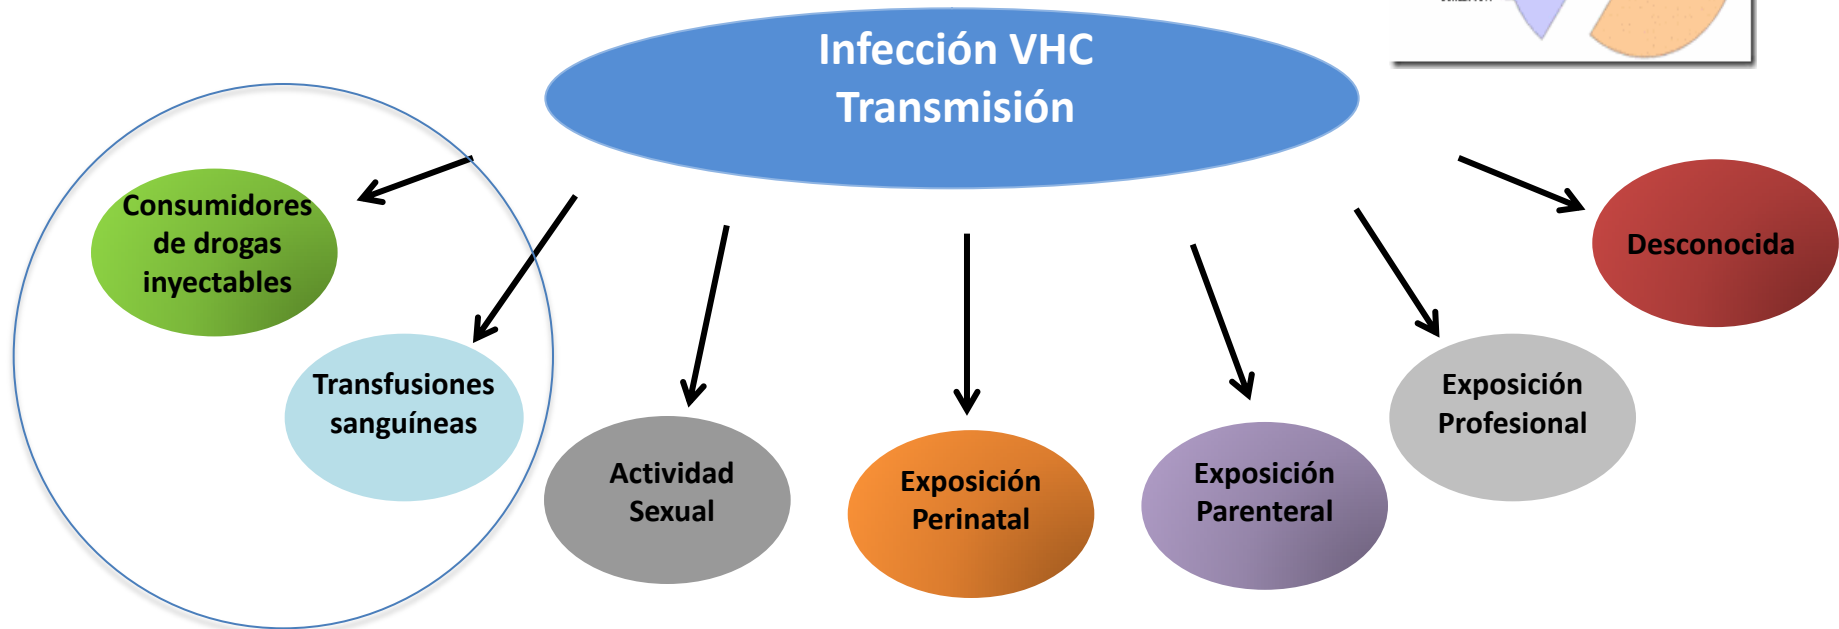 Infección VHC
Transmisión
Consumidores
de drogas
inyectables
Transfusiones
sanguíneas
Actividad
Sexual
Exposición
Perinatal
Exposición
Parenteral
Exposición
Profesional
Desconocida